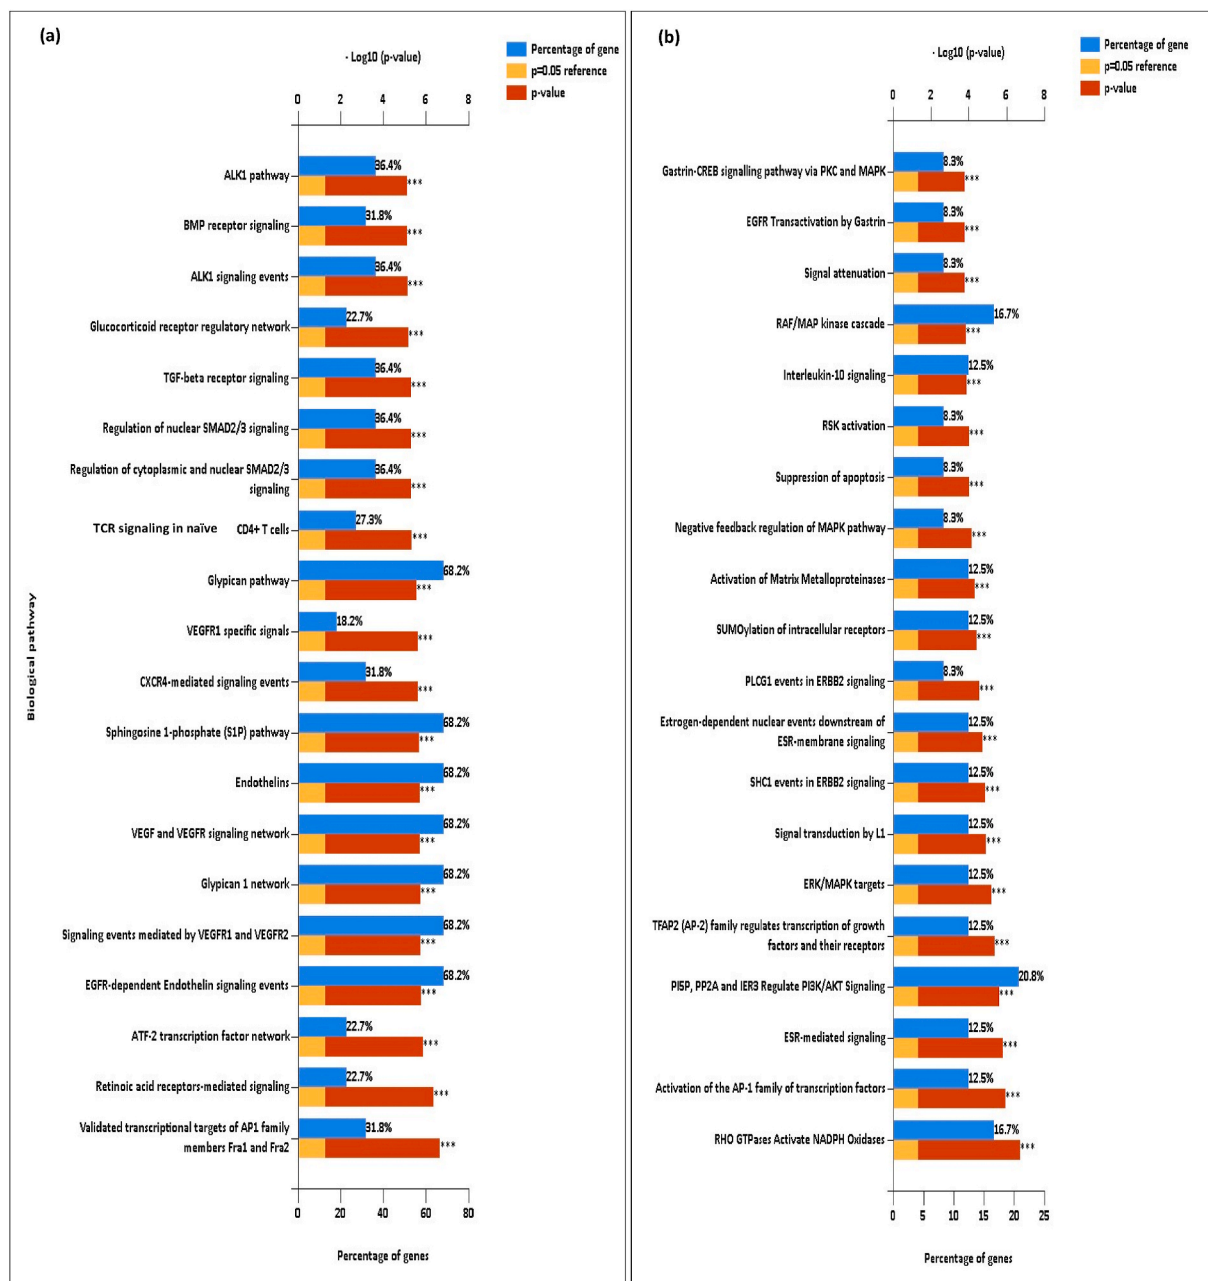 (a)
- Log10 (p-value)
Percentage of gene
p=0.05 reference
p-value
0 2 4 6 8
ALK1 pathway
36.4%
***
BMP receptor signaling
31.8%
***
ALK1 signaling events
36.4%
***
Glucocorticoid receptor regulatory network
22.7%
***
TGF-beta receptor signaling
36.4%
***
Regulation of nuclear SMAD2/3 signaling
36.4%
***
Regulation of cytoplasmic and nuclear SMAD2/3
signaling
36.4%
***
TCR signaling in naïve CD4+ T cells
27.3%
***
Glypican pathway
68.2%
***
VEGFR1 specific signals
18.2%
***
CXCR4-mediated signaling events
31.8%
***
Sphingosine 1-phosphate (S1P) pathway
68.2%
***
Endothelins
68.2%
***
VEGF and VEGFR signaling network
68.2%
***
Glypican 1 network
68.2%
***
Signaling events mediated by VEGFR1 and VEGFR2
68.2%
***
EGFR-dependent Endothelin signaling events
68.2%
***
ATF-2 transcription factor network
22.7%
***
Retinoic acid receptors-mediated signaling
22.7%
***
Validated transcriptional targets of AP1 family
members Fra1 and Fra2
31.8%
***
Biological pathway
0 20 40 60 80
Percentage of genes
(b)
- Log10 (p-value)
Percentage of gene
p=0.05 reference
p-value
0 2 4 6 8
Gastrin-CREB signalling pathway via PKC and MAPK
8.3%
***
EGFR Transactivation by Gastrin
8.3%
***
Signal attenuation
8.3%
***
RAF/MAP kinase cascade
16.7%
***
Interleukin-10 signaling
12.5%
***
RSK activation
8.3%
***
Suppression of apoptosis
8.3%
***
Negative feedback regulation of MAPK pathway
8.3%
***
Activation of Matrix Metalloproteinases
12.5%
***
SUMOylation of intracellular receptors
12.5%
***
PLCG1 events in ERBB2 signaling
8.3%
***
Estrogen-dependent nuclear events downstream of
ESR-membrane signaling
12.5%
***
SHC1 events in ERBB2 signaling
12.5%
***
Signal transduction by L1
12.5%
***
ERK/MAPK targets
12.5%
***
TFAP2 (AP-2) family regulates transcription of growth
factors and their receptors
12.5%
***
PI5P, PP2A and IER3 Regulate PI3K/AKT Signaling
20.8%
***
ESR-mediated signaling
12.5%
***
Activation of the AP-1 family of transcription factors
12.5%
***
RHO GTPases Activate NADPH Oxidases
16.7%
***
0 5 10 15 20 25
Percentage of genes